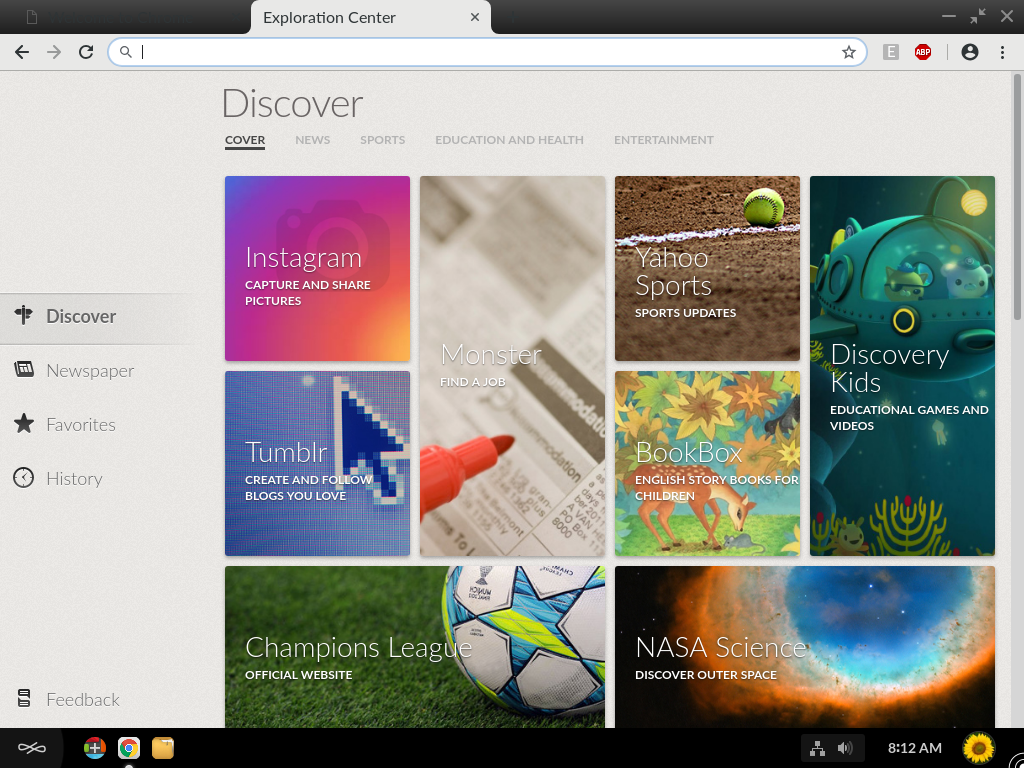 Exploration Center
E
ABP
Discover
COVER
NEWS
SPORTS
EDUCATION AND HEALTH
ENTERTAINMENT
Discover
Newspaper
Favorites
History
Feedback
Instagram
CAPTURE AND SHARE
PICTURES
Monster
FIND A JOB
Yahoo
Sports
SPORTS UPDATES
Discovery
Kids
EDUCATIONAL GAMES AND
VIDEOS
Tumblr
CREATE AND FOLLOW
BLOGS YOU LOVE
BookBox
ENGLISH STORY BOOKS FOR
CHILDREN
Champions League
OFFICIAL WEBSITE
NASA Science
DISCOVER OUTER SPACE
8:12 AM